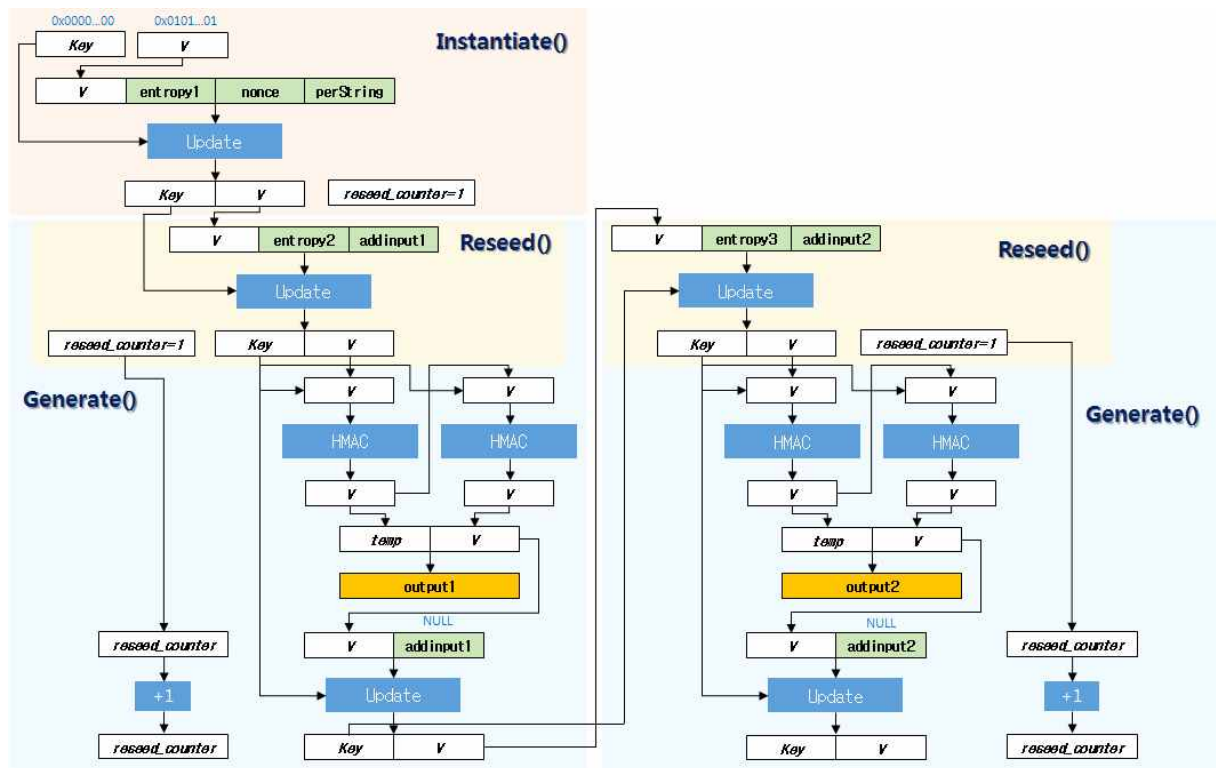 0x0000...00 0x0101...01
Key V
Instantiate()
V entropy1 nonce perString
Update
Key V reseed_counter=1
V entropy2 addinput1
Reseed()
Update
reseed_counter=1 Key V
Generate()
V V
HMAC HMAC
V V
temp V
output1
NULL
reseed_counter V addinput1
+1 Update
reseed_counter Key V
V entropy3 addinput2
Reseed()
Update
Key V reseed_counter=1
V V
Generate()
HMAC HMAC
V V
temp V
output2
NULL
V addinput2 reseed_counter
Update +1
Key V reseed_counter